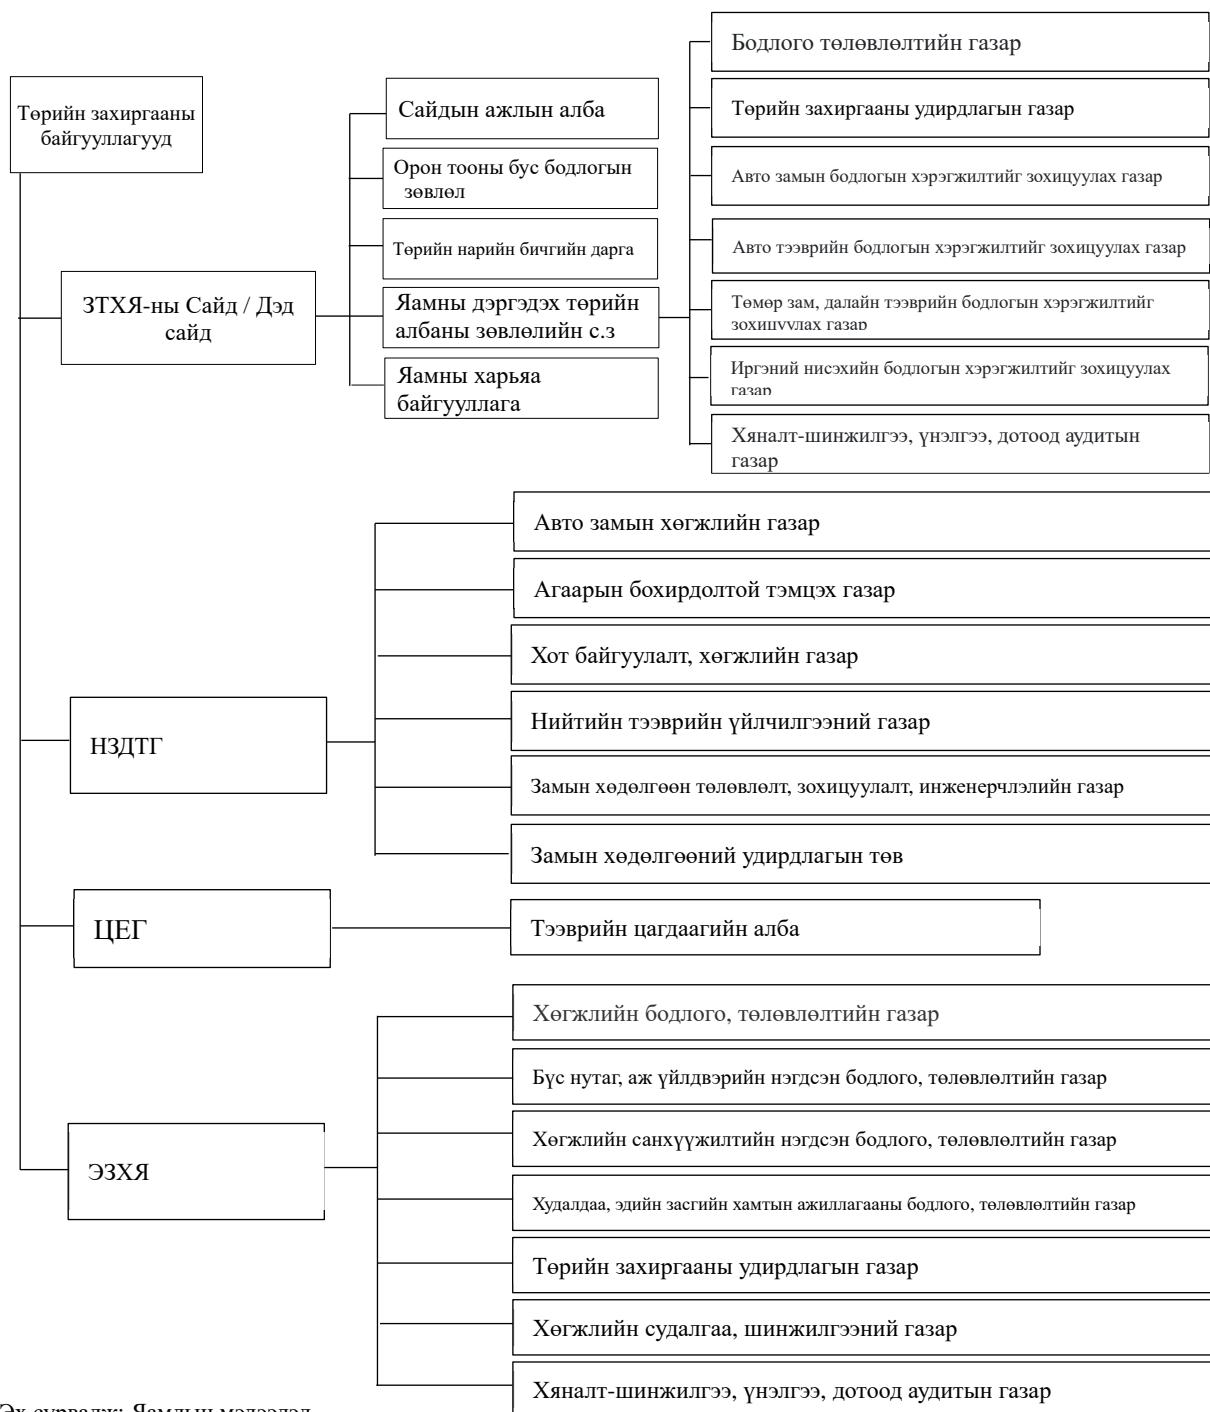 Төрийн захиргааны
байгууллагууд
ЗТХЯ-ны Сайд / Дэд
сайд
Сайдын ажлын алба
Орон тооны бус бодлогын
зөвлөл
Төрийн нарийн бичгийн дарга
Яамны дэргэдэх төрийн
албаны зөвлөлийн с.з
Яамны харьяа
байгууллага
Бодлого төлөвлөлтийн газар
Төрийн захиргааны удирдлагын газар
Авто замын бодлогын хэрэгжилтийг зохицуулах газар
Авто тээврийн бодлогын хэрэгжилтийг зохицуулах газар
Төмөр зам, далайн тээврийн бодлогын хэрэгжилтийг
зохицуулах газар
Иргэний нисэхийн бодлогын хэрэгжилтийг зохицуулах
газар
Хяналт-шинжилгээ, үнэлгээ, дотоод аудитын
газар
НЗДТГ
Авто замын хөгжлийн газар
Агаарын бохирдолтой тэмцэх газар
Хот байгуулалт, хөгжлийн газар
Нийтийн тээврийн үйлчилгээний газар
Замын хөдөлгөөн төлөвлөлт, зохицуулалт, инженерчлэлийн газар
Замын хөдөлгөөний удирдлагын төв
ЦЕГ
Тээврийн цагдаагийн алба
ЭЗХЯ
Хөгжлийн бодлого, төлөвлөлтийн газар
Бүс нутаг, аж үйлдвэрийн нэгдсэн бодлого, төлөвлөлтийн газар
Хөгжлийн санхүүжилтийн нэгдсэн бодлого, төлөвлөлтийн газар
Худалдаа, эдийн засгийн хамтын ажиллагааны бодлого, төлөвлөлтийн газар
Төрийн захиргааны удирдлагын газар
Хөгжлийн судалгаа, шинжилгээний газар
Хяналт-шинжилгээ, үнэлгээ, дотоод аудитын газар